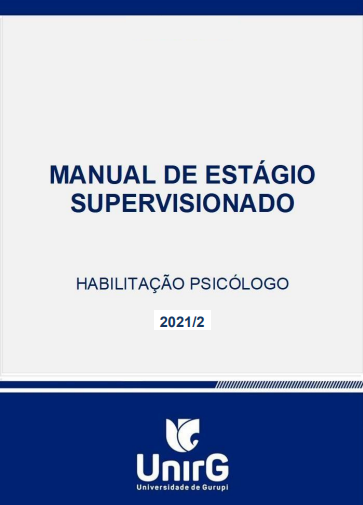 MANUAL DE ESTÁGIO
SUPERVISIONADO
HABILITAÇÃO PSICÓLOGO
2021/2
UnirG
Universidade de Gurupi